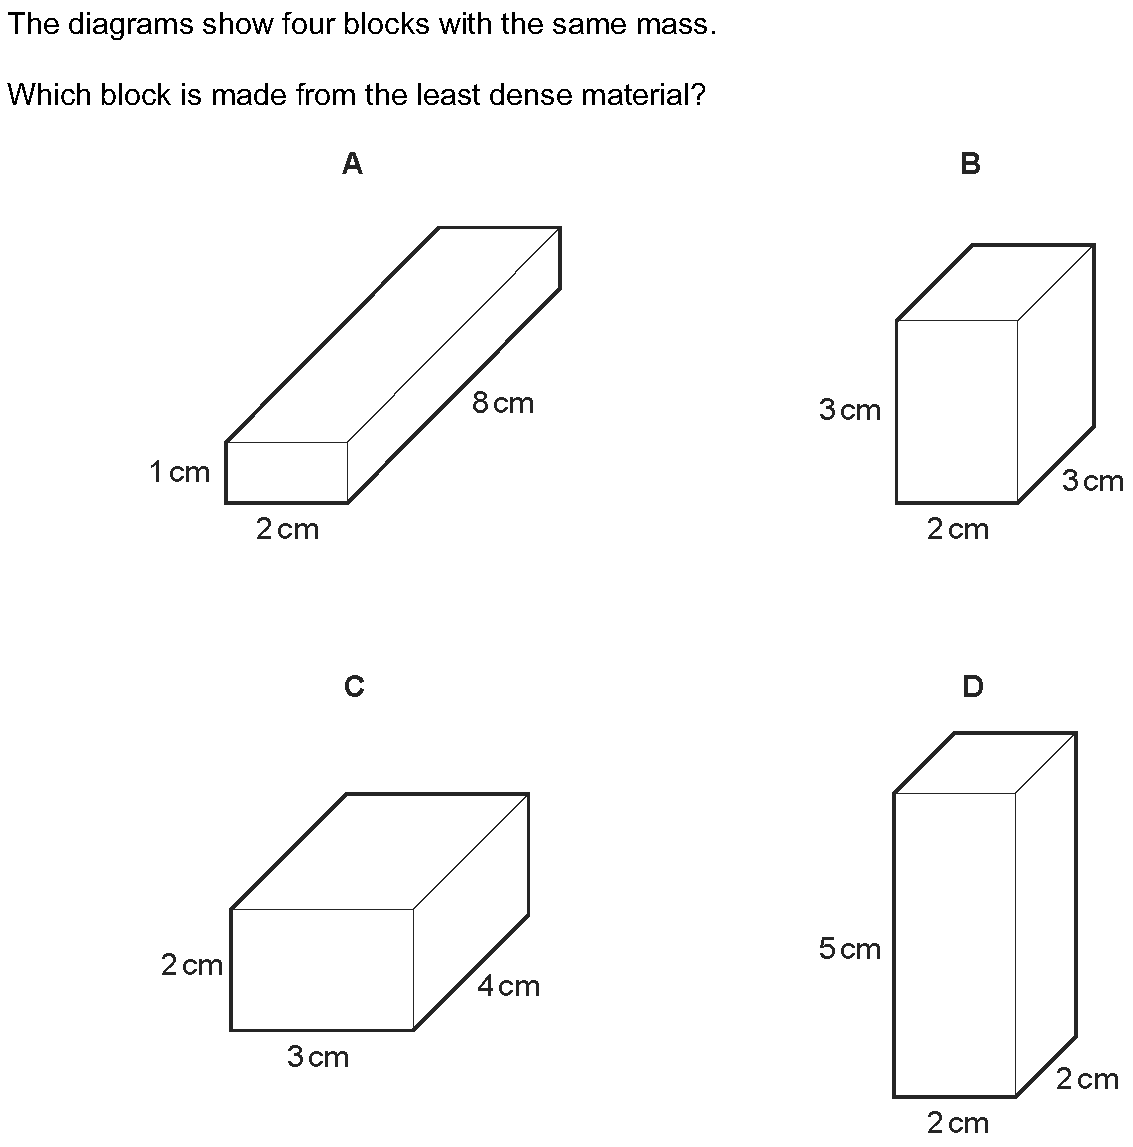 The diagrams show four blocks with the same mass.
Which block is made from the least dense material?
A
B
8 cm
1 cm
2 cm
3 cm
3 cm
2 cm
C
D
2 cm
4 cm
3 cm
5 cm
2 cm
2 cm